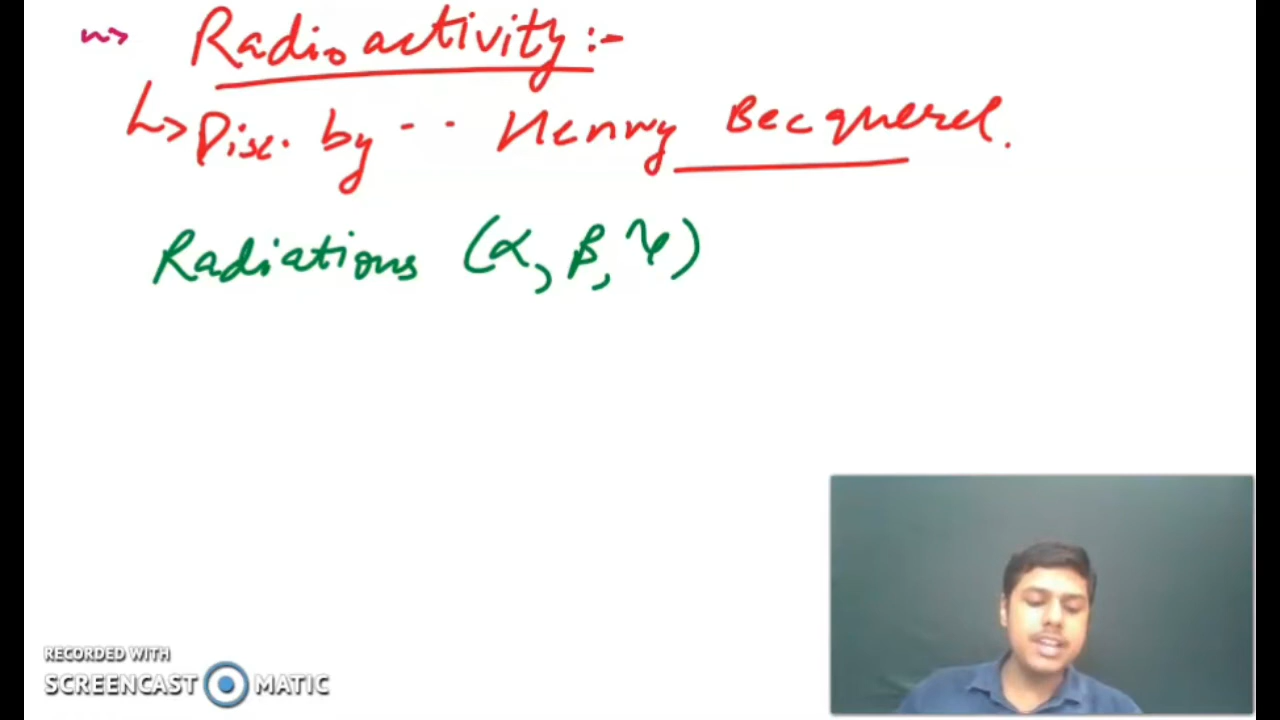 Radioactivity :-
↳ Disc. by -- Henry Becquerel.
Radiations (α, β, γ)
RECORDED WITH
SCREENCAST MATIC